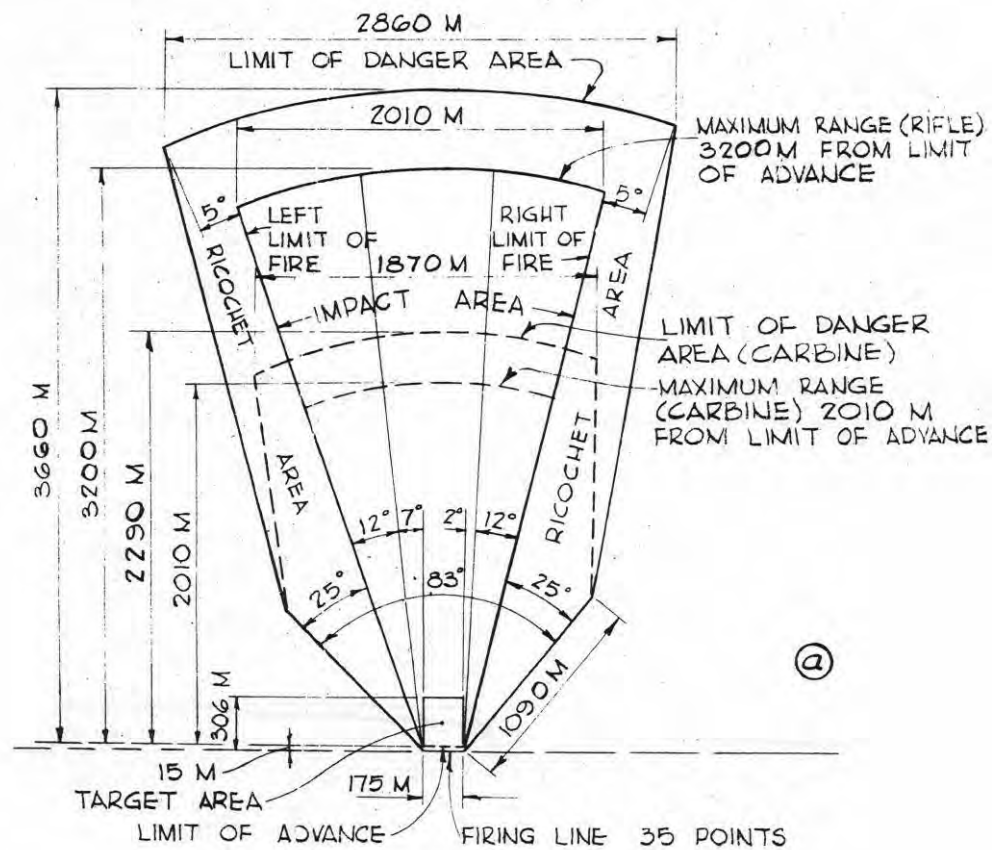 2860 M
LIMIT OF DANGER AREA
2010 M
MAXIMUM RANGE (RIFLE)
3200M FROM LIMIT
OF ADVANCE
5°
5°
LEFT
LIMIT OF
FIRE
RIGHT
LIMIT OF
FIRE
1870 M
RICOCHET
AREA
IMPACT AREA
LIMIT OF DANGER
AREA (CARBINE)
MAXIMUM RANGE
(CARBINE) 2010 M
FROM LIMIT OF ADVANCE
3660 M
3200M
2290 M
2010 M
AREA
RICOCHET
12° 7° 2° 12°
25°
83°
25°
a
306 M
1090 M
15 M
TARGET AREA
175 M
LIMIT OF ADVANCE
FIRING LINE 35 POINTS